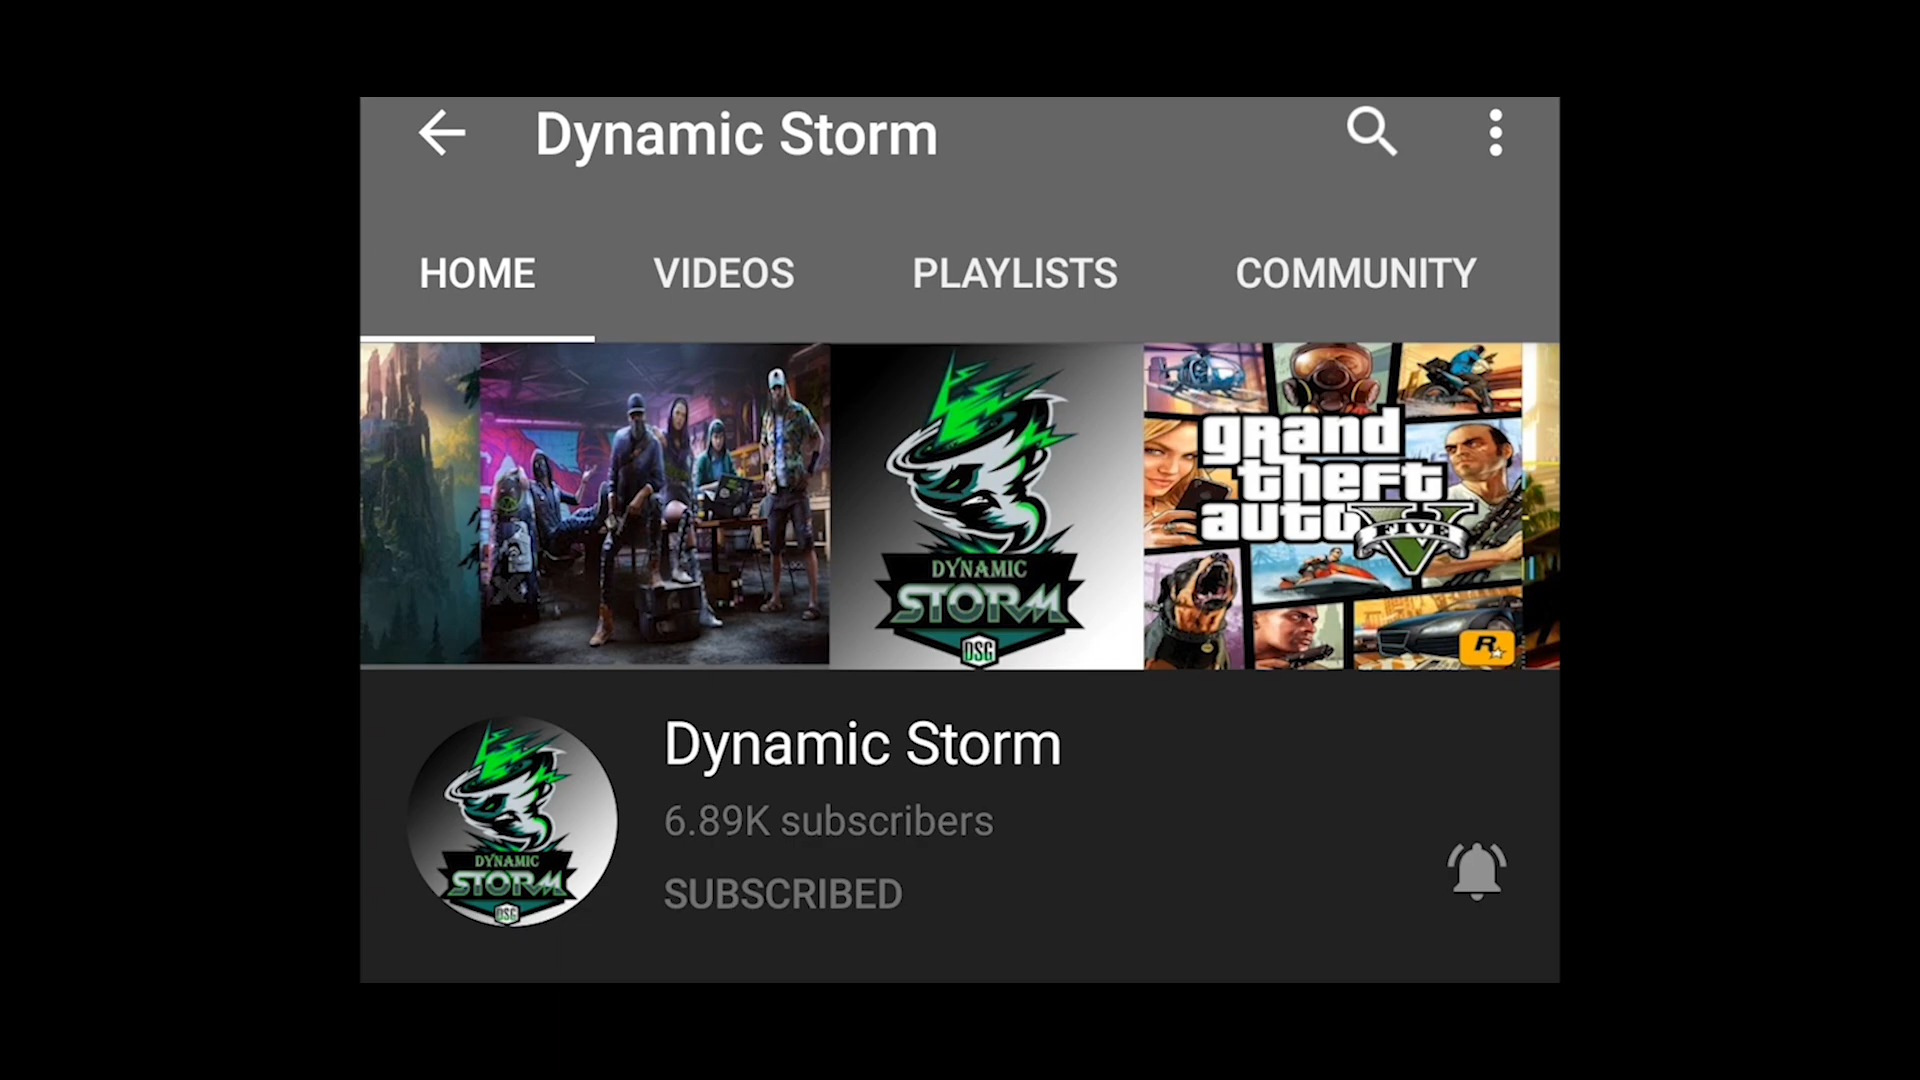 Dynamic Storm
HOME VIDEOS PLAYLISTS COMMUNITY
DYNAMIC
STORM
DSG
grand
theft
auto
FIVE
V
R
Dynamic Storm
6.89K subscribers
SUBSCRIBED
DYNAMIC
STORM
DSG